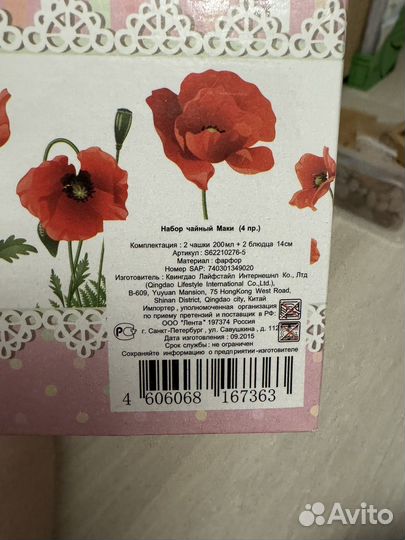 Набор чайный Маки (4 пр.)
Комплектация : 2 чашки 200мл + 2 блюдца 14см
Артикул : S62210276-5
Материал : фарфор
Номер SAP: 740301349020
Изготовитель : Квингдао Лайфстайл Интернешнл Ко., Лтд
(Qingdao Lifestyle International Co.,Ltd.),
B-609, Yuyuan Mansion, 75 HongKong West Road,
Shinan District, Qingdao city, Китай
Импортер , уполномоченная организация
по приему претензий и поставщик в РФ:
ООО "Лента" 197374 Россия
г. Санкт-Петербург , ул. Савушкина , д. 112
Дата изготовления : 09.2015
Срок службы : не ограничен
Сохраняйте информацию о предприятии-изготовителе
4 606068 167363
Avito